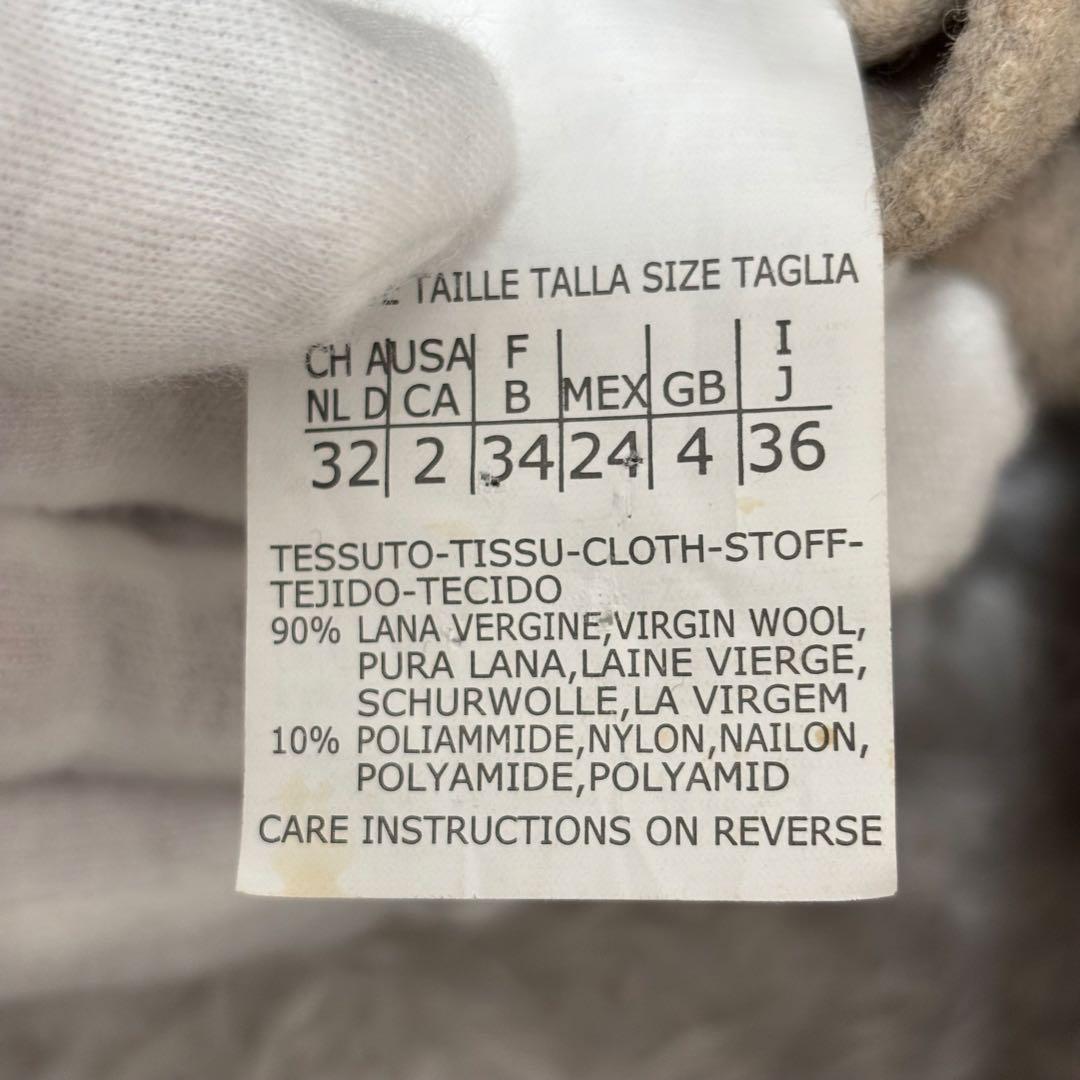 TAILLE TALLA SIZE TAGLIA
CH A USA F I
NL D CA B MEX GB J
32 2 34 24 4 36
TESSUTO-TISSU-CLOTH-STOFF-
TEJIDO-TECIDO
90% LANA VERGINE,VIRGIN WOOL,
PURA LANA,LAINE VIERGE,
SCHURWOLLE,LA VIRGEM
10% POLIAMMIDE,NYLON,NAILON,
POLYAMIDE,POLYAMID
CARE INSTRUCTIONS ON REVERSE